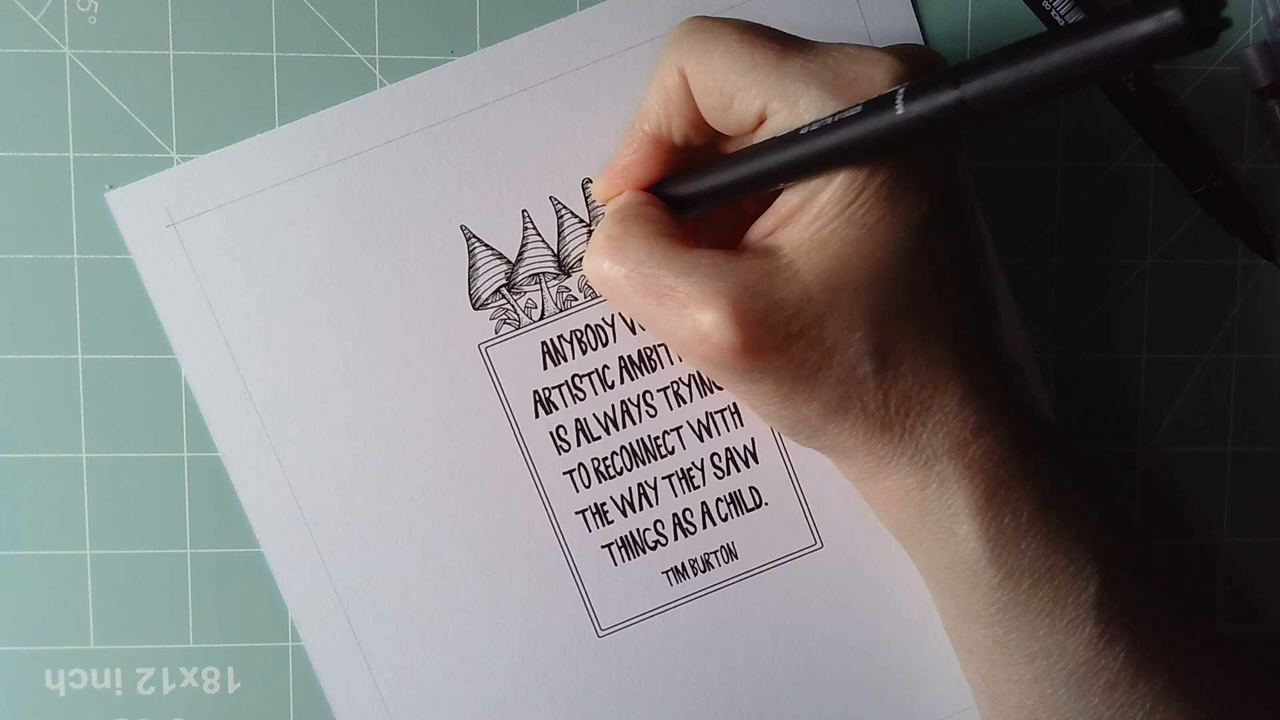 ANYBODY
ARTISTIC
IS ALWAYS TRYING
TO RECONNECT WITH
THE WAY THEY SAW
THINGS AS A CHILD.
TIM BURTON
18x12 inch
5°